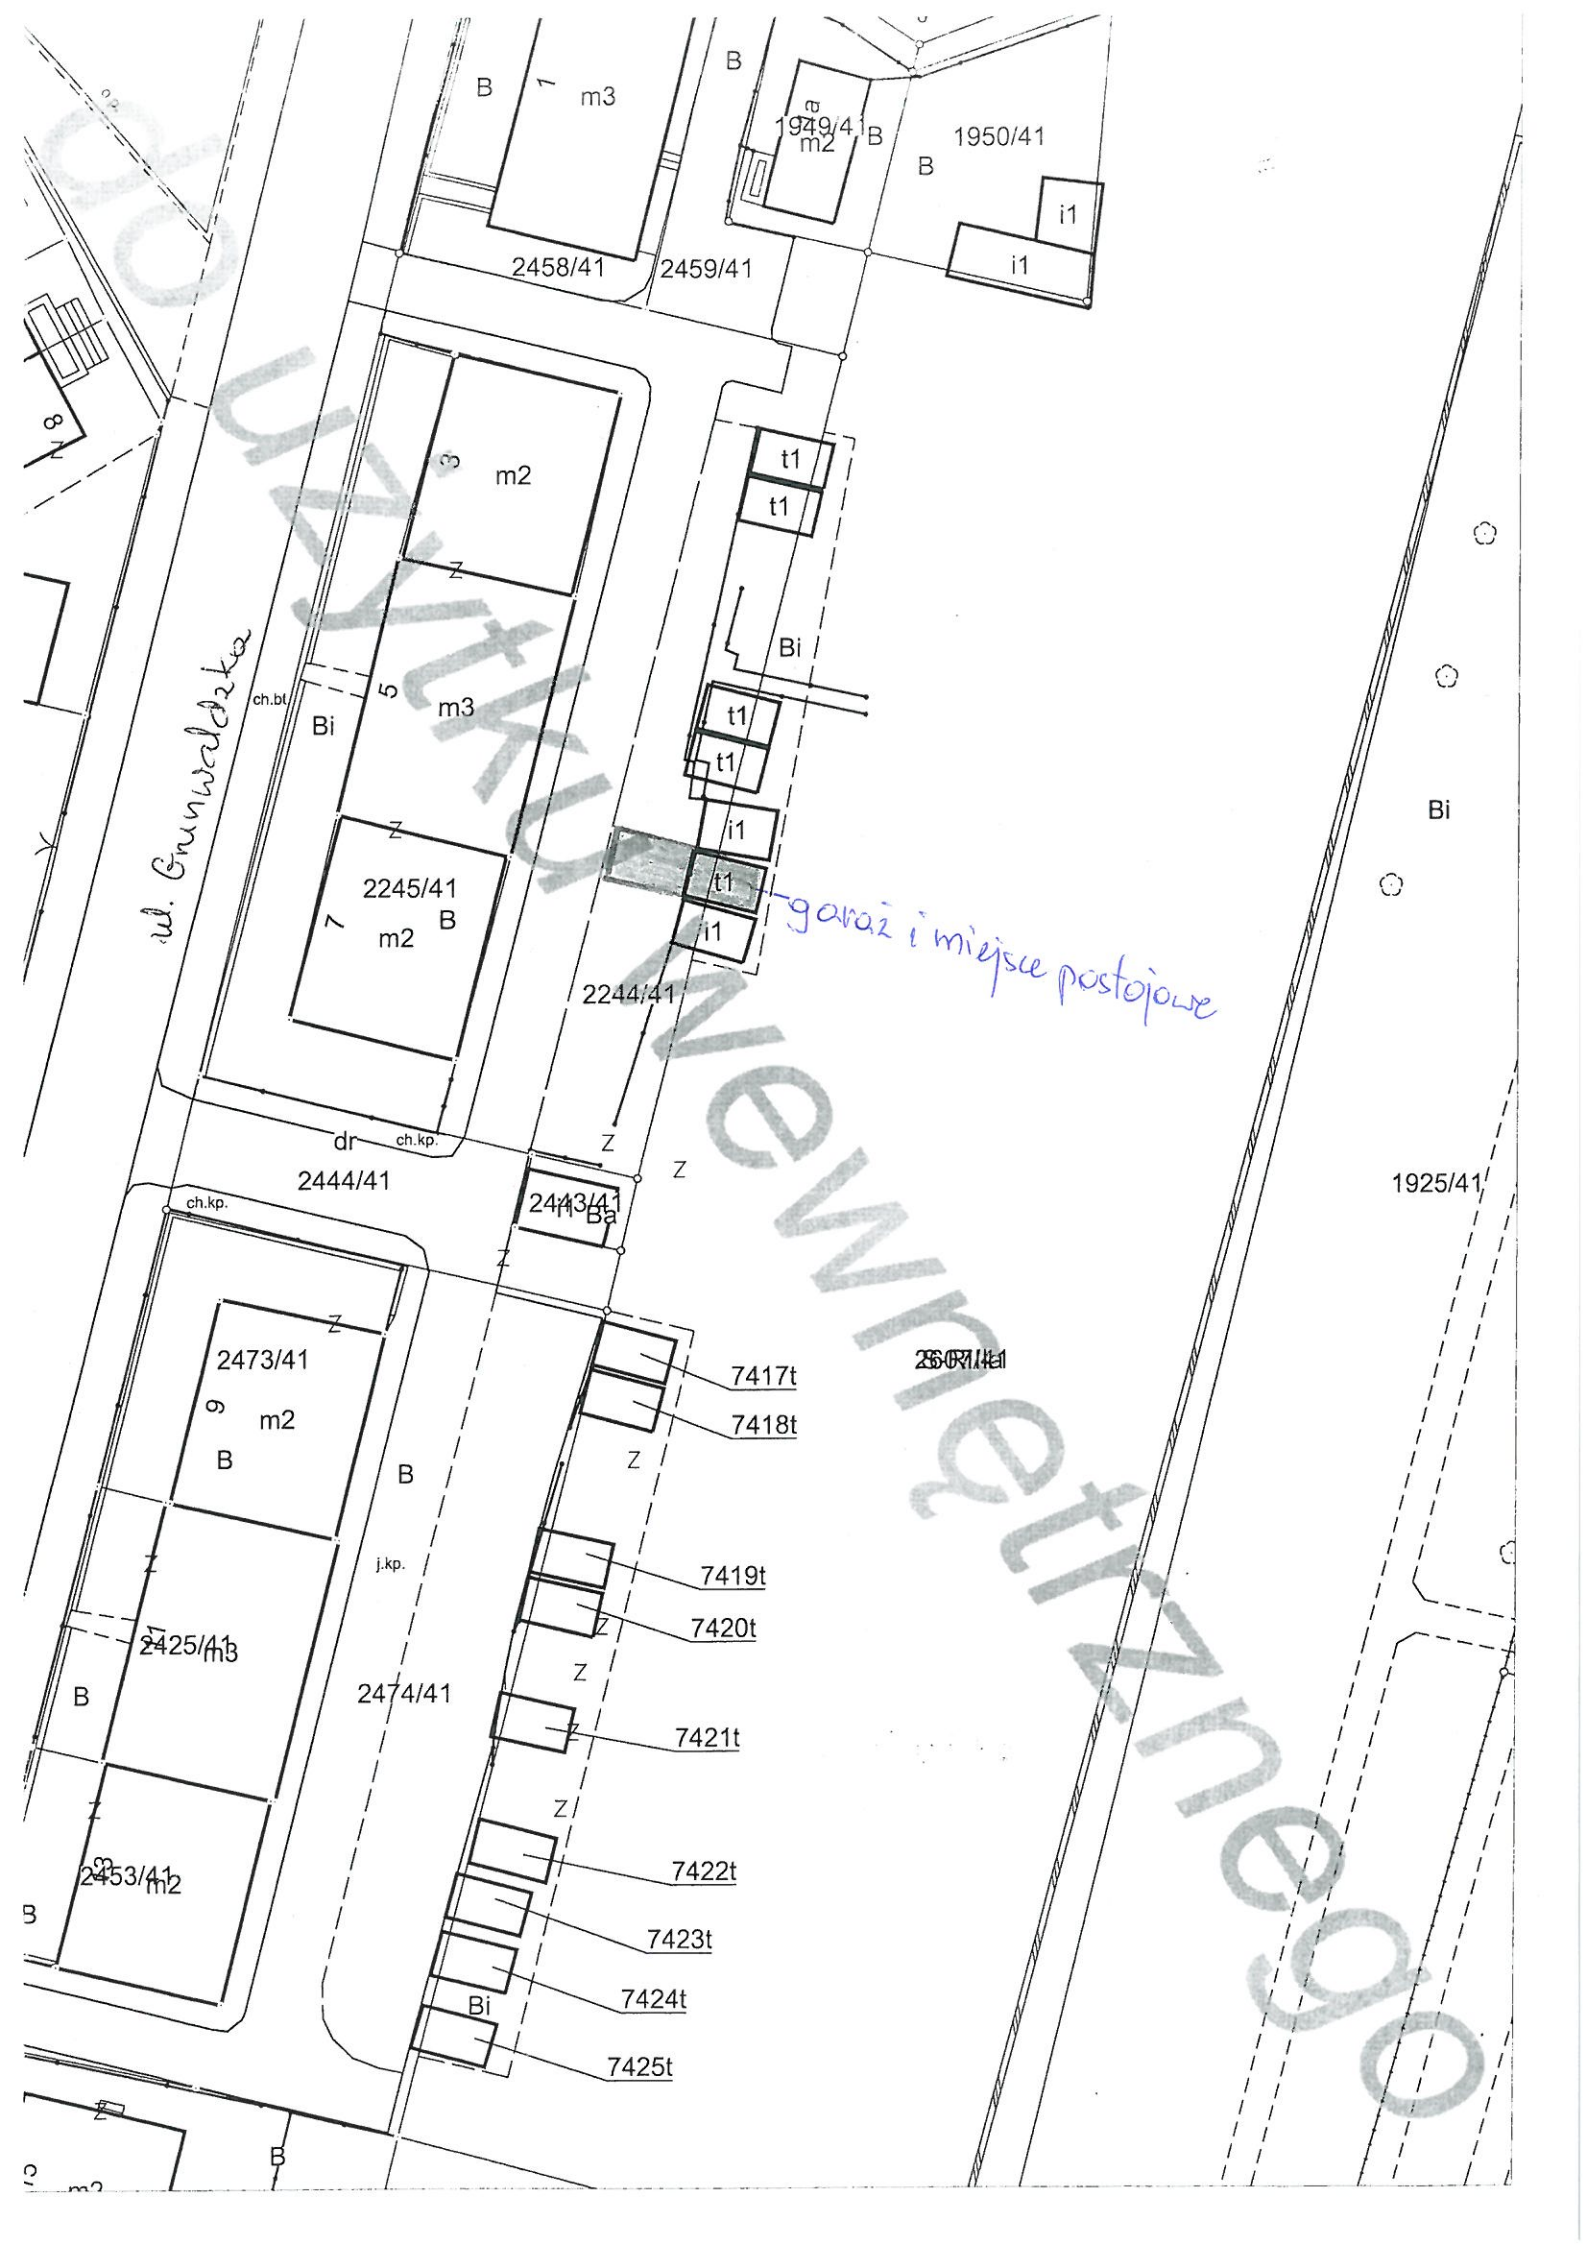 B
1
m3
B
1949/41
m2
B
B
1950/41
i1
i1
2458/41
2459/41
8
Z
3
m2
t1
t1
Z
Bi
ul. Grunwaldzka
ch.bt.
Bi
5
m3
t1
t1
Bi
i1
Z
2245/41
B
7
m2
t1
garaż i miejsce postojowe
i1
2244/41
dr
ch.kp.
Z
Z
2444/41
1925/41
ch.kp.
2443/41
Ba
Z
Z
2473/41
9
m2
7417t
7418t
B
B
Z
Z
j.kp.
7419t
7420t
Z
2425/41
m3
Z
B
2474/41
7421t
Z
Z
Z
2453/41
m2
7422t
B
7423t
7424t
Bi
7425t
Z
B
m2
do użytku wewnętrznego